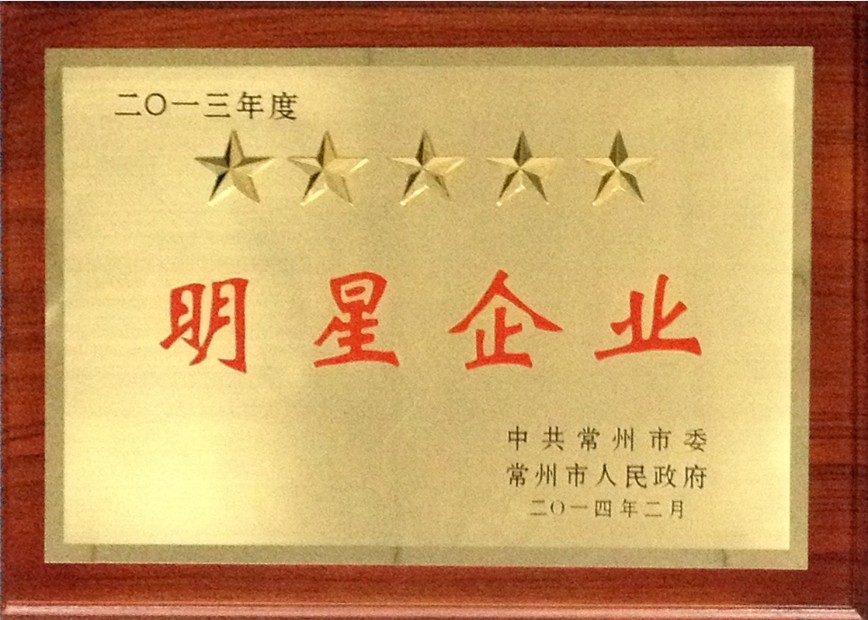 二〇一三年度
明星企业
中共常州市委
常州市人民政府
二〇一四年二月